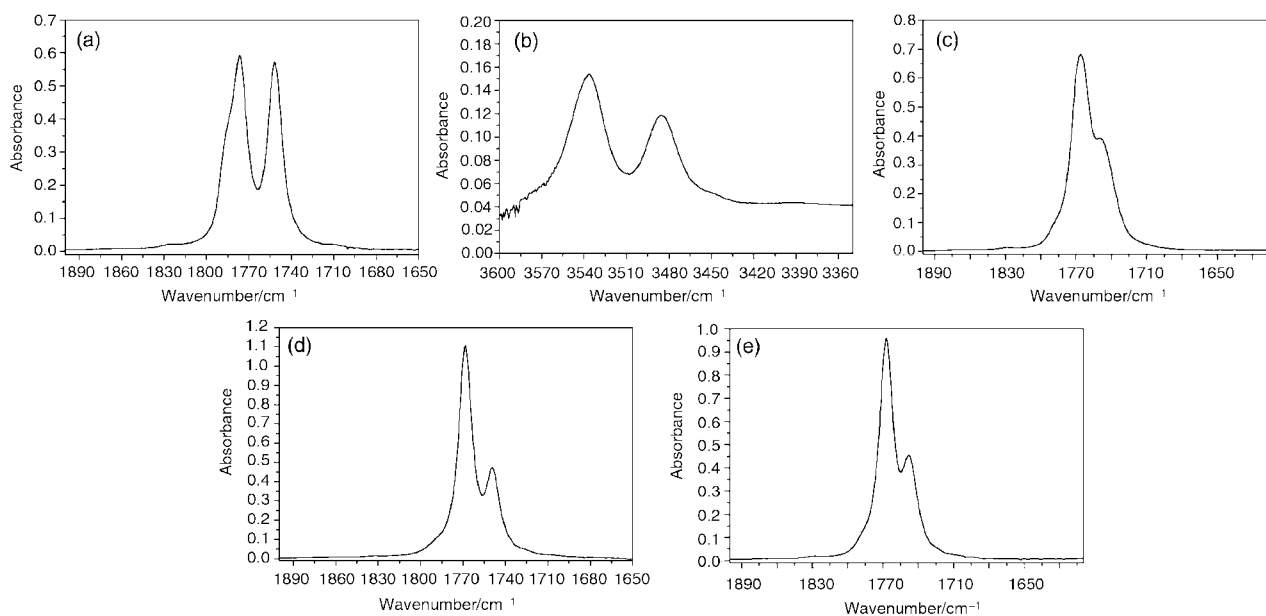 (a)
0.7
0.6
0.5
0.4
0.3
0.2
0.1
0.0
Absorbance
1890 1860 1830 1800 1770 1740 1710 1680 1650
Wavenumber/cm⁻¹
(b)
0.20
0.18
0.16
0.14
0.12
0.10
0.08
0.06
0.04
0.02
0.00
Absorbance
3600 3570 3540 3510 3480 3450 3420 3390 3360
Wavenumber/cm⁻¹
(c)
0.8
0.7
0.6
0.5
0.4
0.3
0.2
0.1
0.0
Absorbance
1890 1830 1770 1710 1650
Wavenumber/cm⁻¹
(d)
1.2
1.1
1.0
0.9
0.8
0.7
0.6
0.5
0.4
0.3
0.2
0.1
0.0
Absorbance
1890 1860 1830 1800 1770 1740 1710 1680 1650
Wavenumber/cm⁻¹
(e)
1.0
0.9
0.8
0.7
0.6
0.5
0.4
0.3
0.2
0.1
0.0
Absorbance
1890 1830 1770 1710 1650
Wavenumber/cm⁻¹